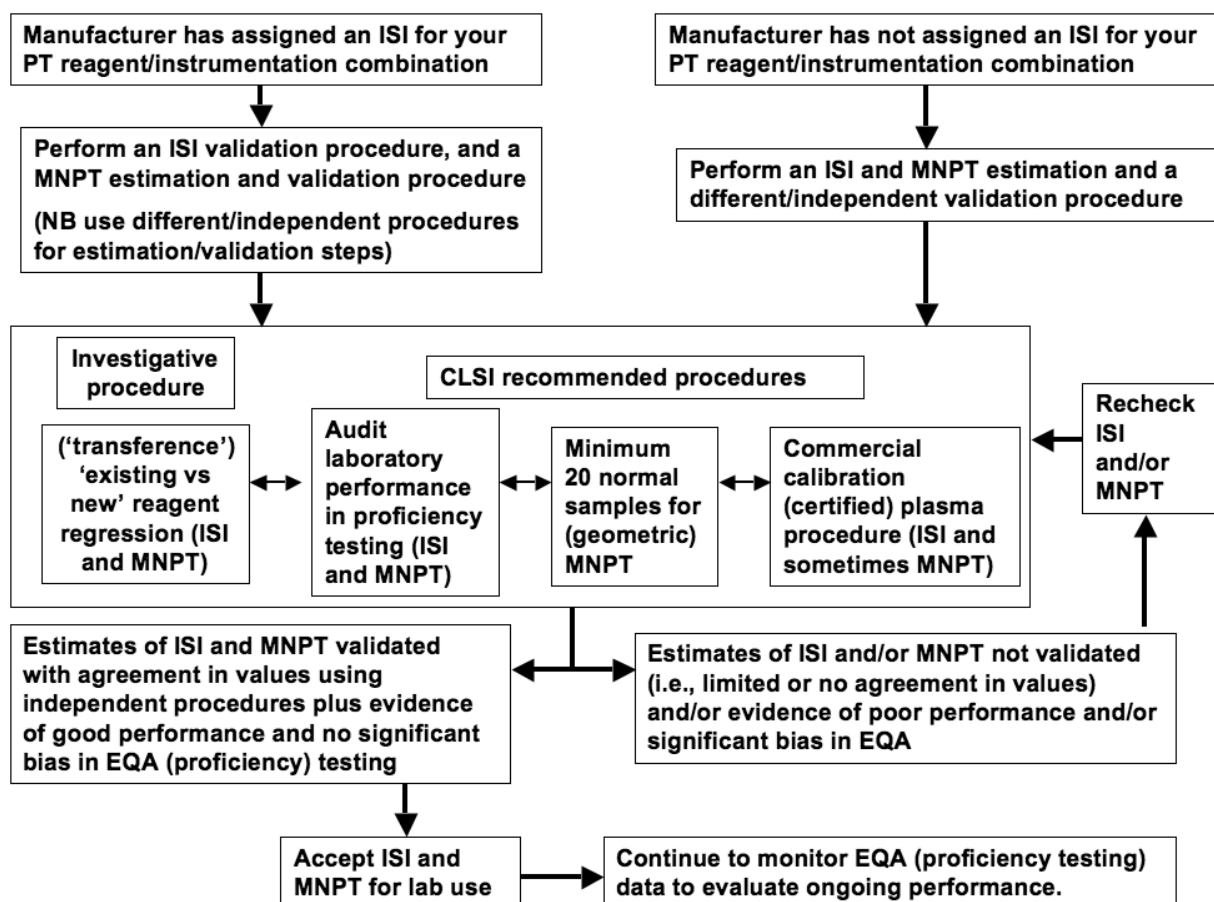 Manufacturer has assigned an ISI for your
PT reagent/instrumentation combination
Manufacturer has not assigned an ISI for your
PT reagent/instrumentation combination
Perform an ISI validation procedure, and a
MNPT estimation and validation procedure
(NB use different/independent procedures
for estimation/validation steps)
Perform an ISI and MNPT estimation and a
different/independent validation procedure
Investigative
procedure
CLSI recommended procedures
(‘transference’)
‘existing vs
new’ reagent
regression (ISI
and MNPT)
Audit
laboratory
performance
in proficiency
testing (ISI
and MNPT)
Minimum
20 normal
samples for
(geometric)
MNPT
Commercial
calibration
(certified) plasma
procedure (ISI and
sometimes MNPT)
Recheck
ISI
and/or
MNPT
Estimates of ISI and MNPT validated
with agreement in values using
independent procedures plus evidence
of good performance and no significant
bias in EQA (proficiency) testing
Estimates of ISI and/or MNPT not validated
(i.e., limited or no agreement in values)
and/or evidence of poor performance and/or
significant bias in EQA
Accept ISI and
MNPT for lab use
Continue to monitor EQA (proficiency testing)
data to evaluate ongoing performance.